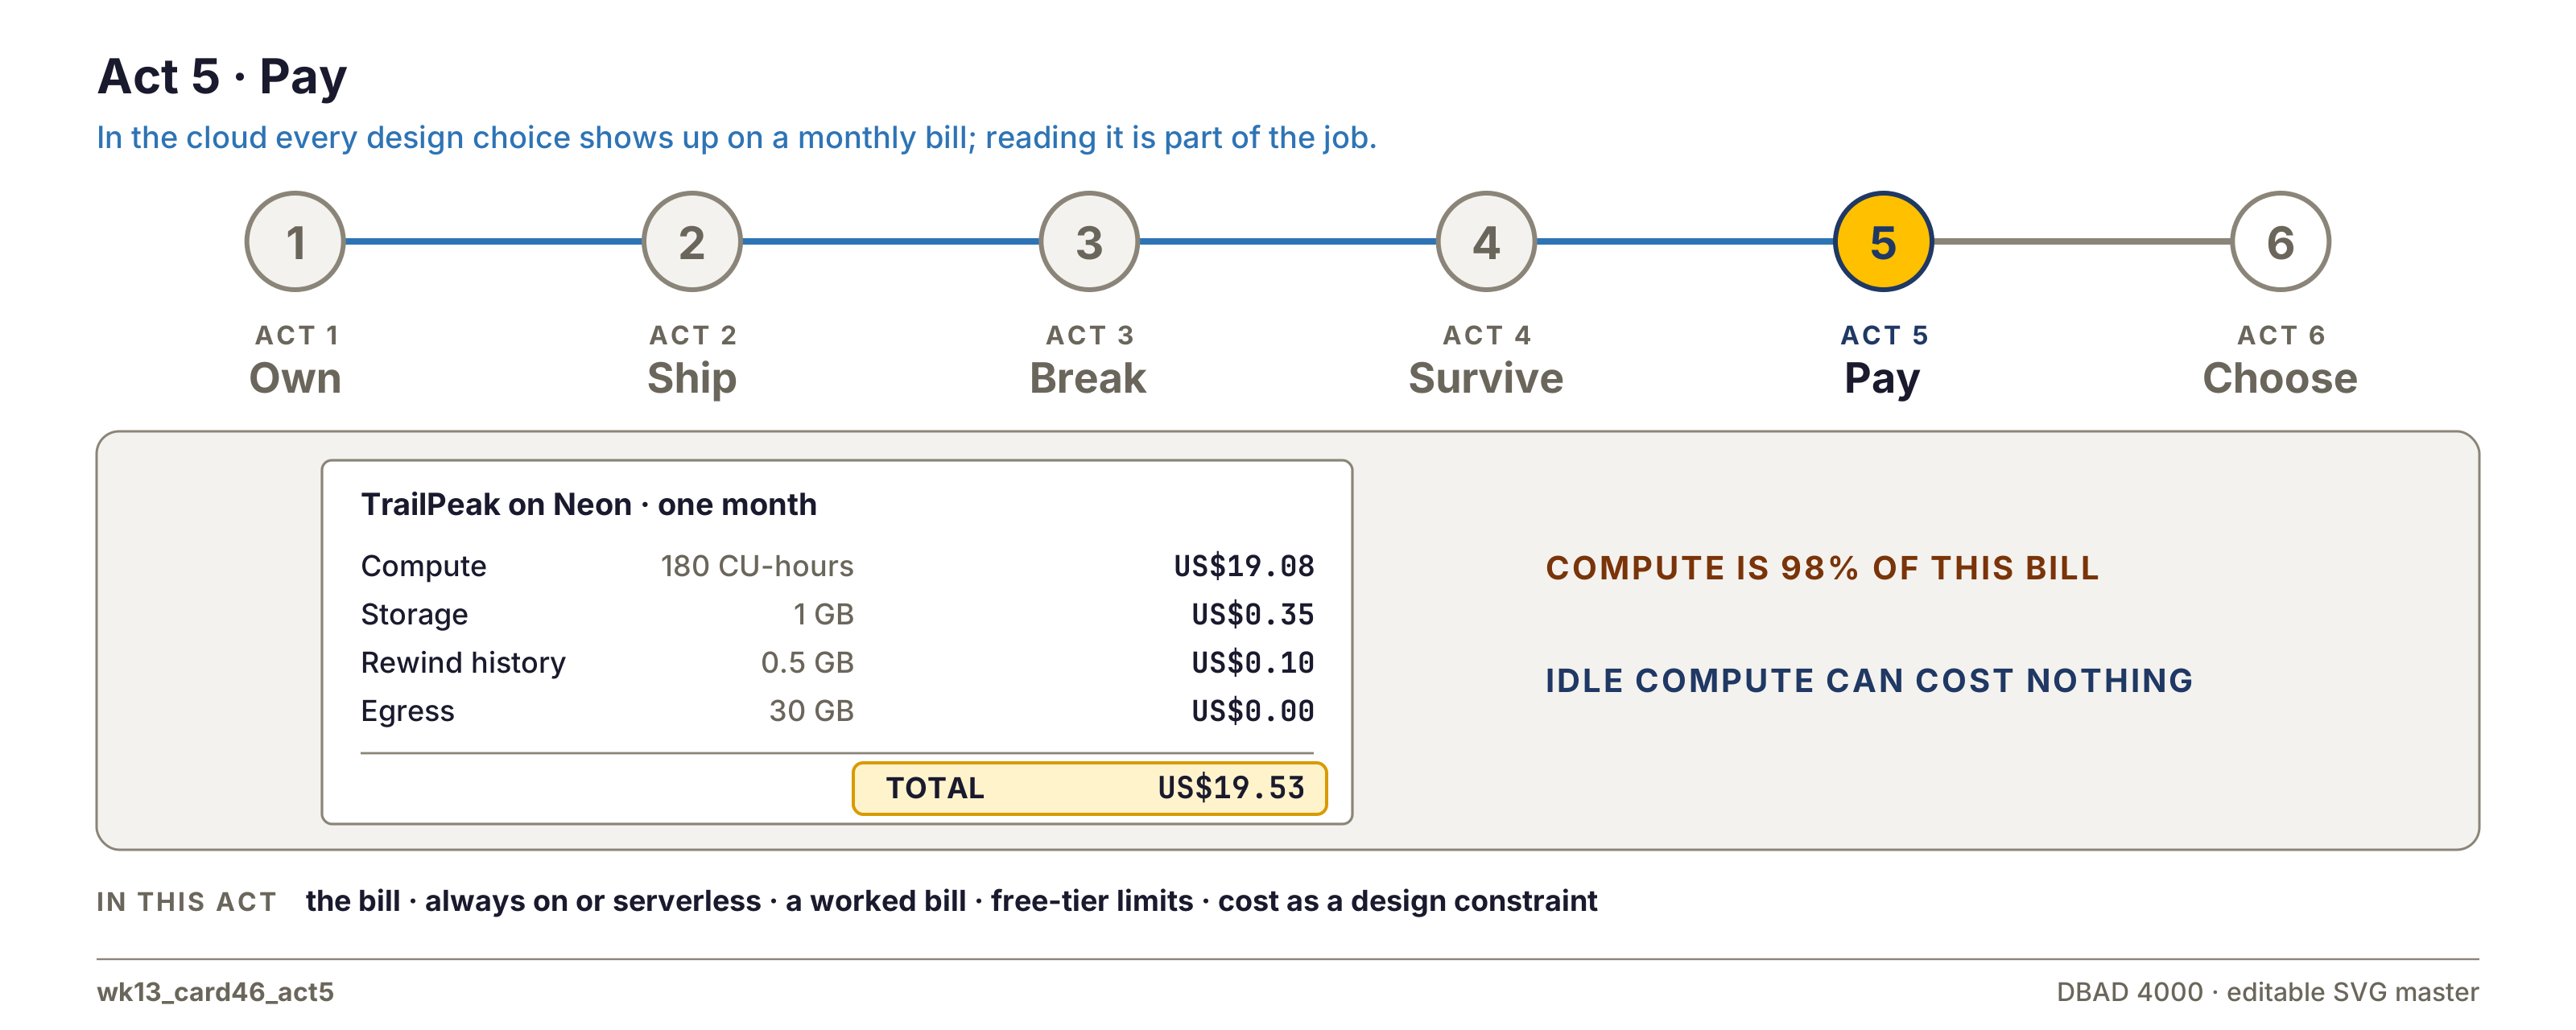 Act 5 · Pay
In the cloud every design choice shows up on a monthly bill; reading it is part of the job.
1 2 3 4 5 6
ACT 1 ACT 2 ACT 3 ACT 4 ACT 5 ACT 6
Own Ship Break Survive Pay Choose
TrailPeak on Neon · one month
Compute 180 CU-hours US$19.08
Storage 1 GB US$0.35
Rewind history 0.5 GB US$0.10
Egress 30 GB US$0.00
TOTAL US$19.53
COMPUTE IS 98% OF THIS BILL
IDLE COMPUTE CAN COST NOTHING
IN THIS ACT the bill · always on or serverless · a worked bill · free-tier limits · cost as a design constraint
wk13_card46_act5
DBAD 4000 · editable SVG master